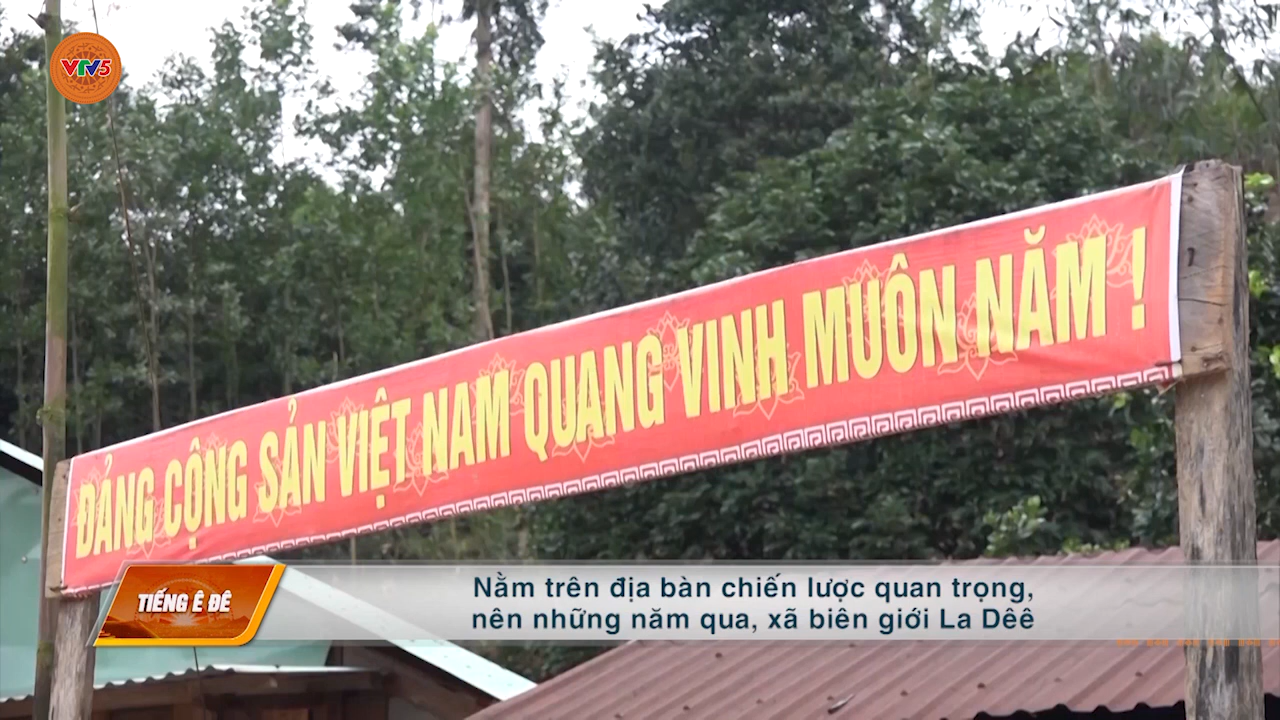 VTV5
ĐẢNG CỘNG SẢN VIỆT NAM QUANG VINH MUÔN NĂM !
TIẾNG Ê ĐÊ
Nằm trên địa bàn chiến lược quan trọng,
nên những năm qua, xã biên giới La Dêê